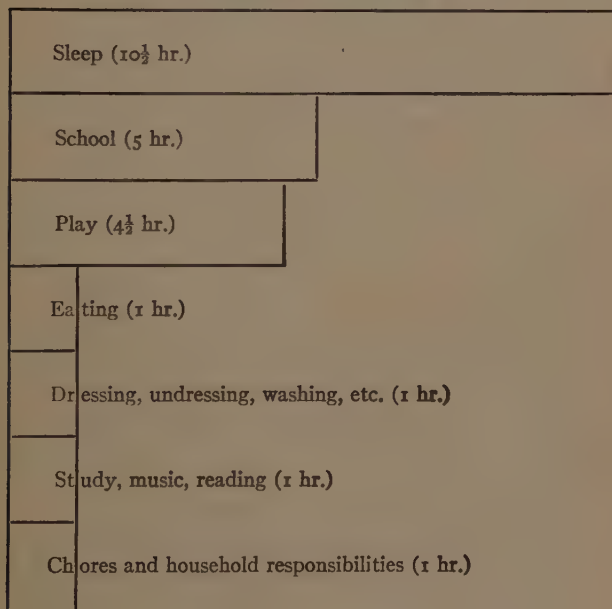 Sleep (10½ hr.)
School (5 hr.)
Play (4½ hr.)
Eating (1 hr.)
Dressing, undressing, washing, etc. (1 hr.)
Study, music, reading (1 hr.)
Chores and household responsibilities (1 hr.)